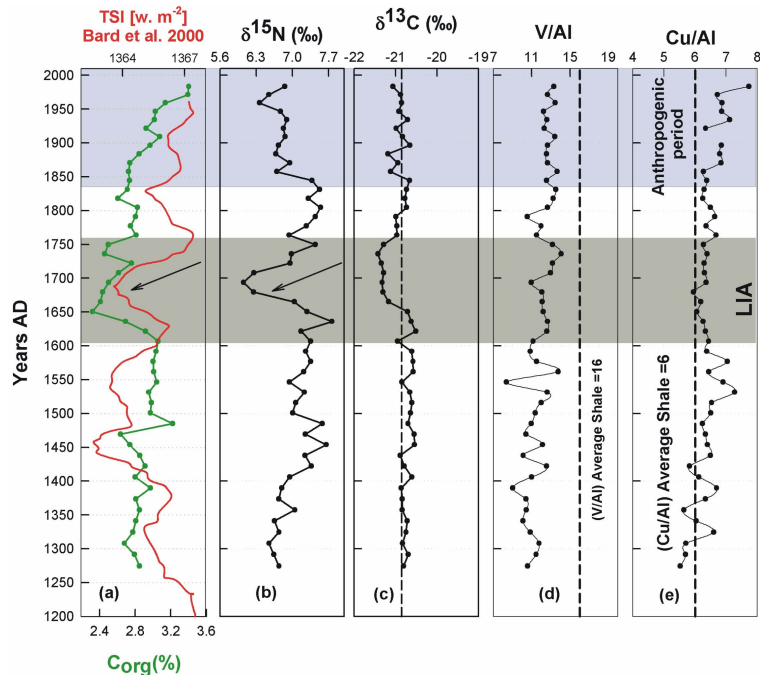 TSI [w. m⁻²]
Bard et al. 2000
δ¹⁵N (‰)
δ¹³C (‰)
V/Al
Cu/Al
1364 1367
5.6 6.3 7.0 7.7
-22 -21 -20 -19
7 11 15 19
5 6 7 8
Years AD
2000
1950
1900
1850
1800
1750
1700
1650
1600
1550
1500
1450
1400
1350
1300
1250
1200
Anthropogenic
period
LIA
(V/Al) Average Shale =16
(Cu/Al) Average Shale =6
(a)
(b)
(c)
(d)
(e)
2.4 2.8 3.2 3.6
Corg(%)